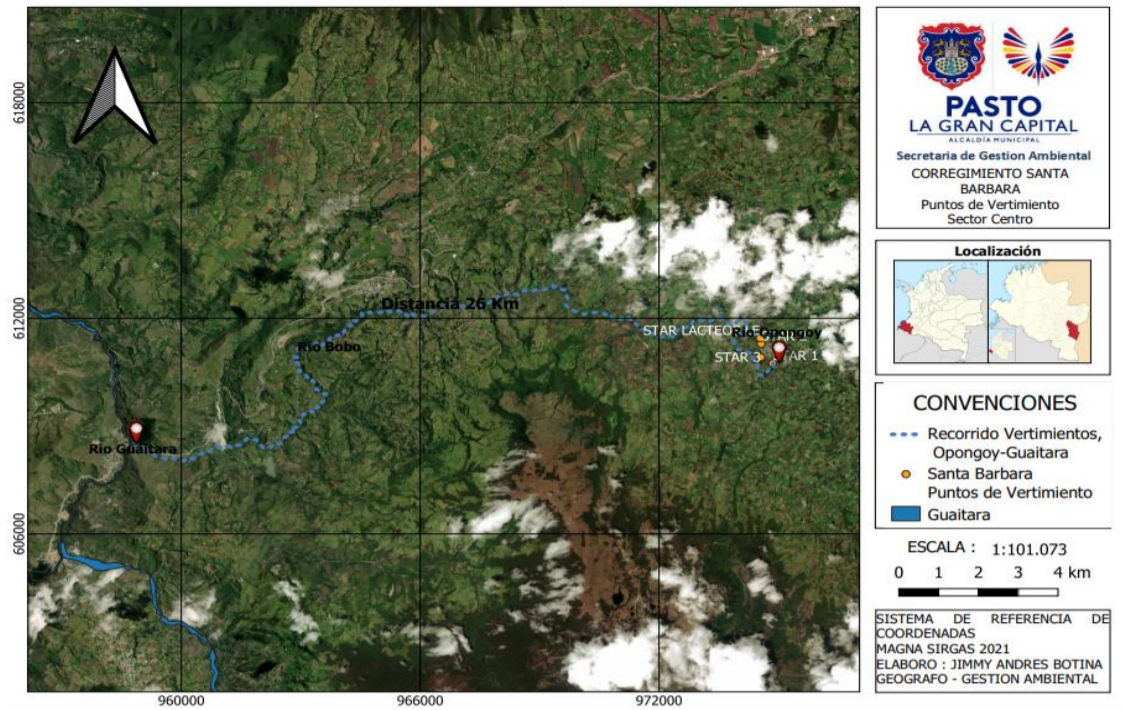 618000
612000
606000
960000
966000
972000
Distancia 26 Km
Rio Bobo
Rio Guaitara
STAR LACTEO
Rio Opongoy
STAR 3
STAR 1
PASTO
LA GRAN CAPITAL
ALCALDÍA MUNICIPAL
Secretaria de Gestion Ambiental
CORREGIMIENTO SANTA
BARBARA
Puntos de Vertimiento
Sector Centro
Localización
CONVENCIONES
Recorrido Vertimientos,
Opongoy-Guaitara
Santa Barbara
Puntos de Vertimiento
Guaitara
ESCALA : 1:101.073
0 1 2 3 4 km
SISTEMA DE REFERENCIA DE
COORDENADAS
MAGNA SIRGAS 2021
ELABORO : JIMMY ANDRES BOTINA
GEOGRAFO - GESTION AMBIENTAL